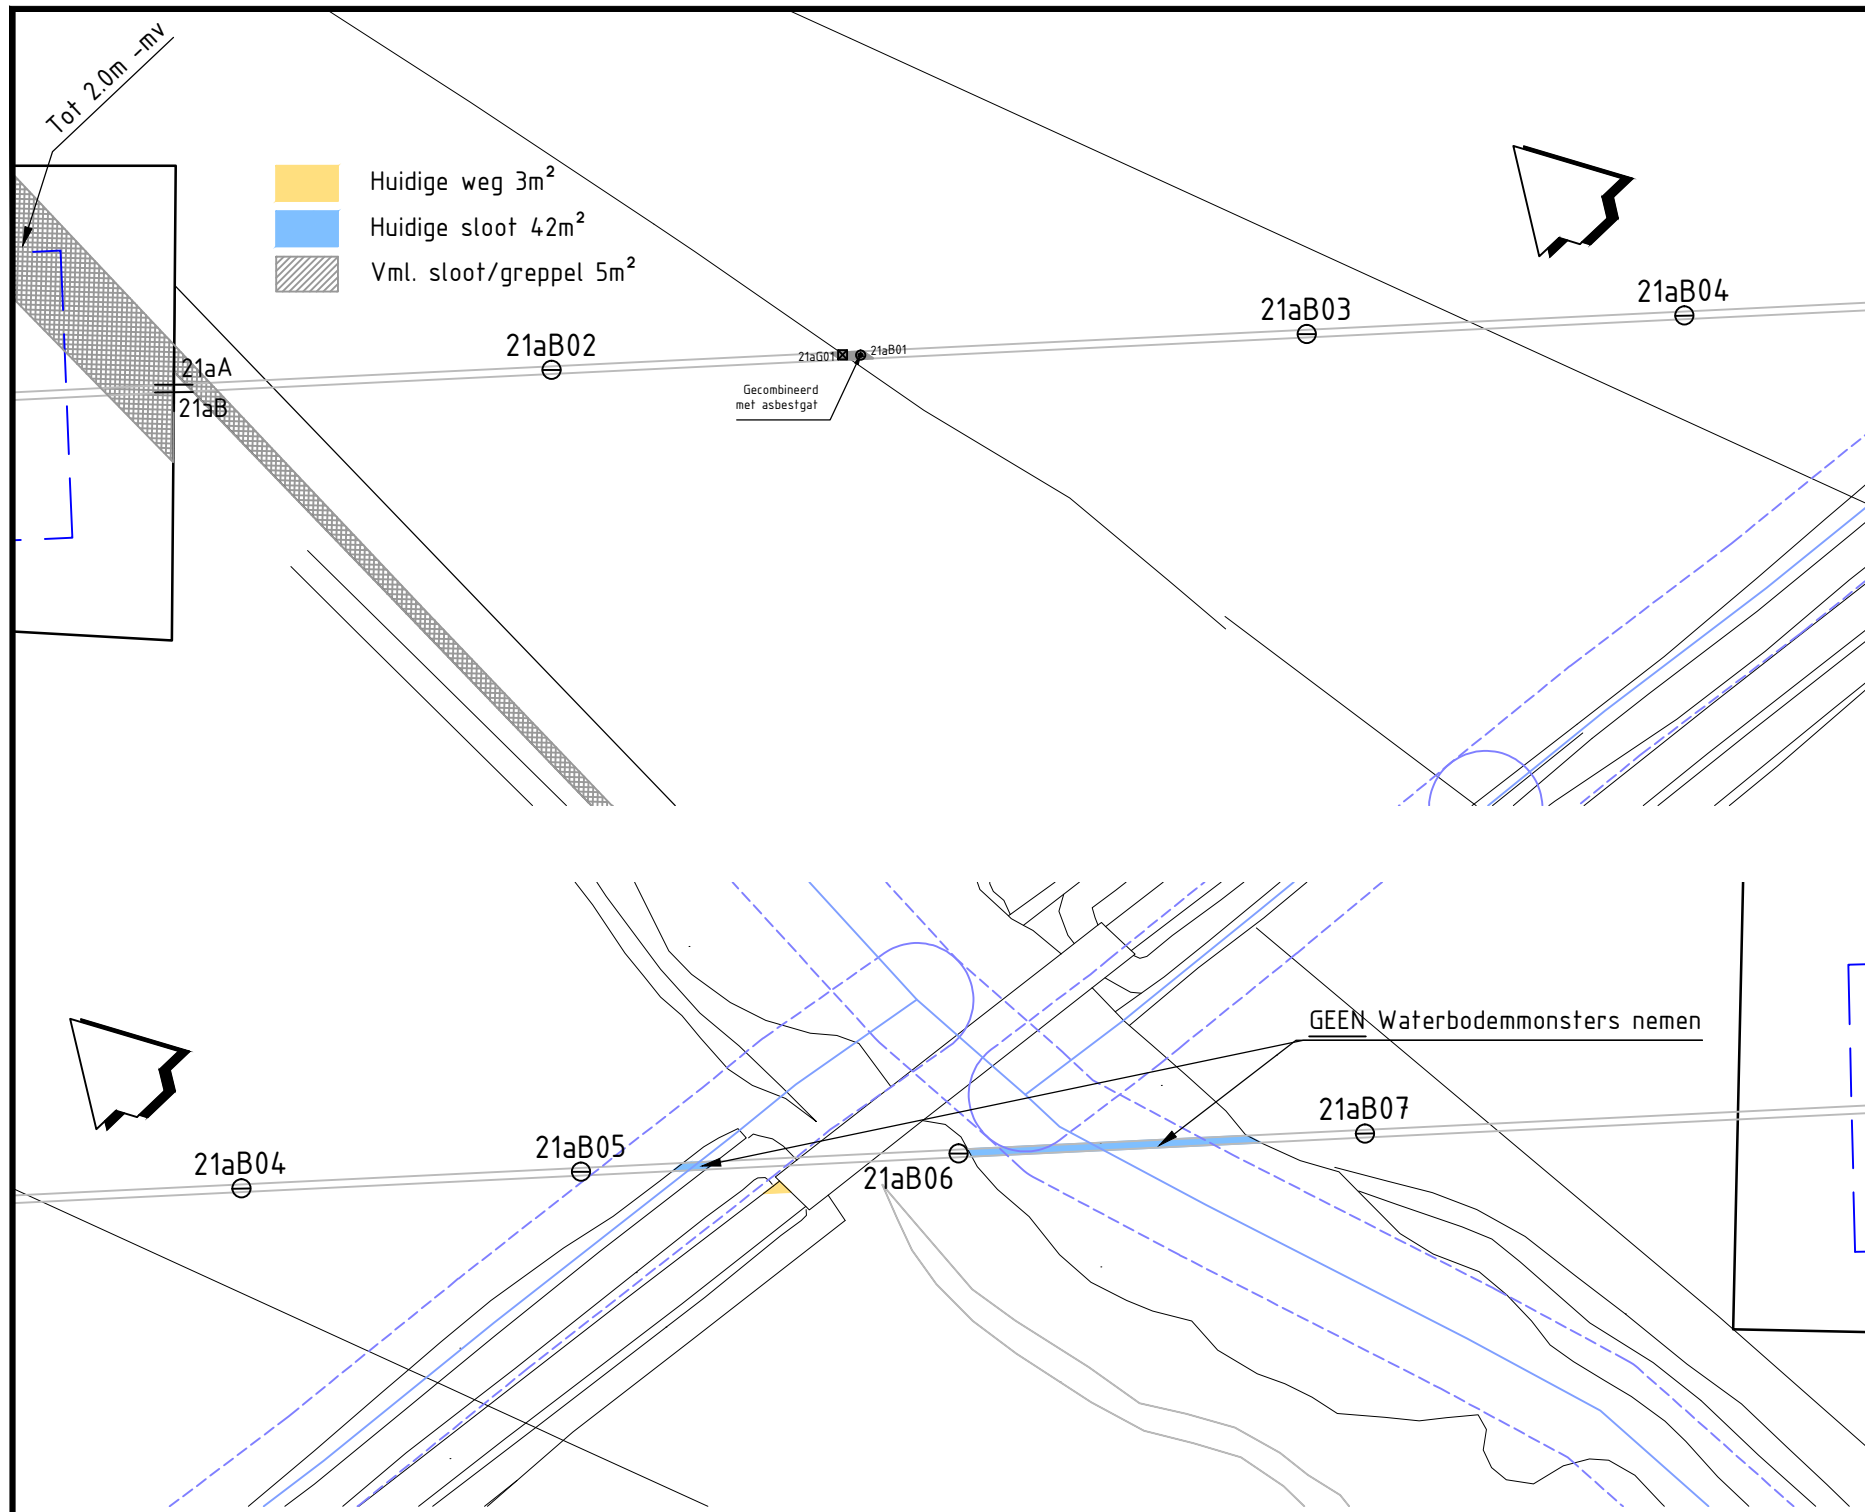 Tot 2.0m -mv
Huidige weg 3m²
Huidige sloot 42m²
Vml. sloot/greppel 5m²
21aB04
21aB03
21aB02
21aG01
21aB01
21aA
21aB
Gecombineerd
met asbestgat
GEEN Waterbodemmonsters nemen
21aB07
21aB05
21aB04
21aB06